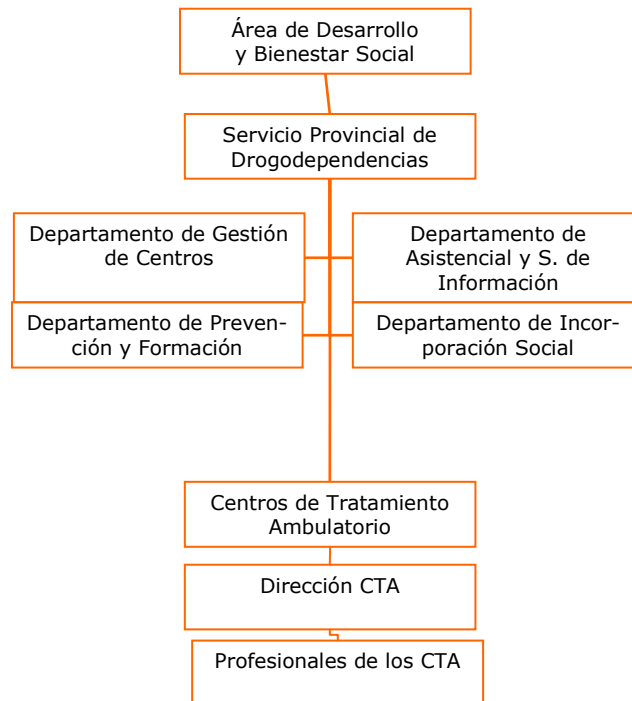 Área de Desarrollo
y Bienestar Social
Servicio Provincial de
Drogodependencias
Departamento de Gestión
de Centros
Departamento de
Asistencial y S. de
Información
Departamento de Preven-
ción y Formación
Departamento de Incor-
poración Social
Centros de Tratamiento
Ambulatorio
Dirección CTA
Profesionales de los CTA